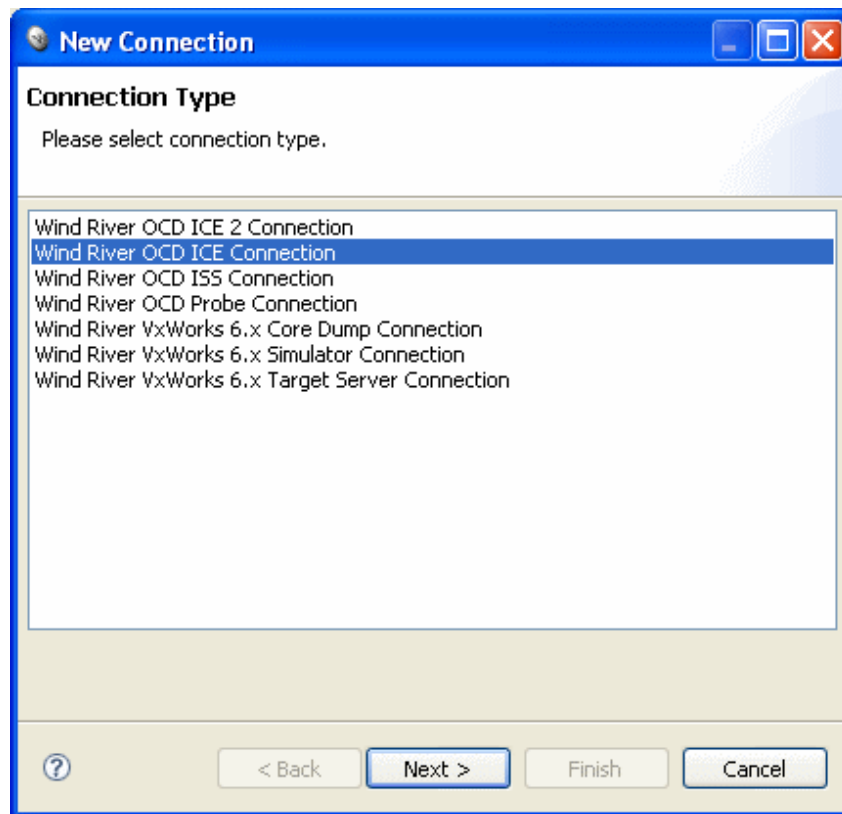 New Connection
Connection Type
Please select connection type.
Wind River OCD ICE 2 Connection
Wind River OCD ICE Connection
Wind River OCD ISS Connection
Wind River OCD Probe Connection
Wind River VxWorks 6.x Core Dump Connection
Wind River VxWorks 6.x Simulator Connection
Wind River VxWorks 6.x Target Server Connection
? < Back Next > Finish Cancel